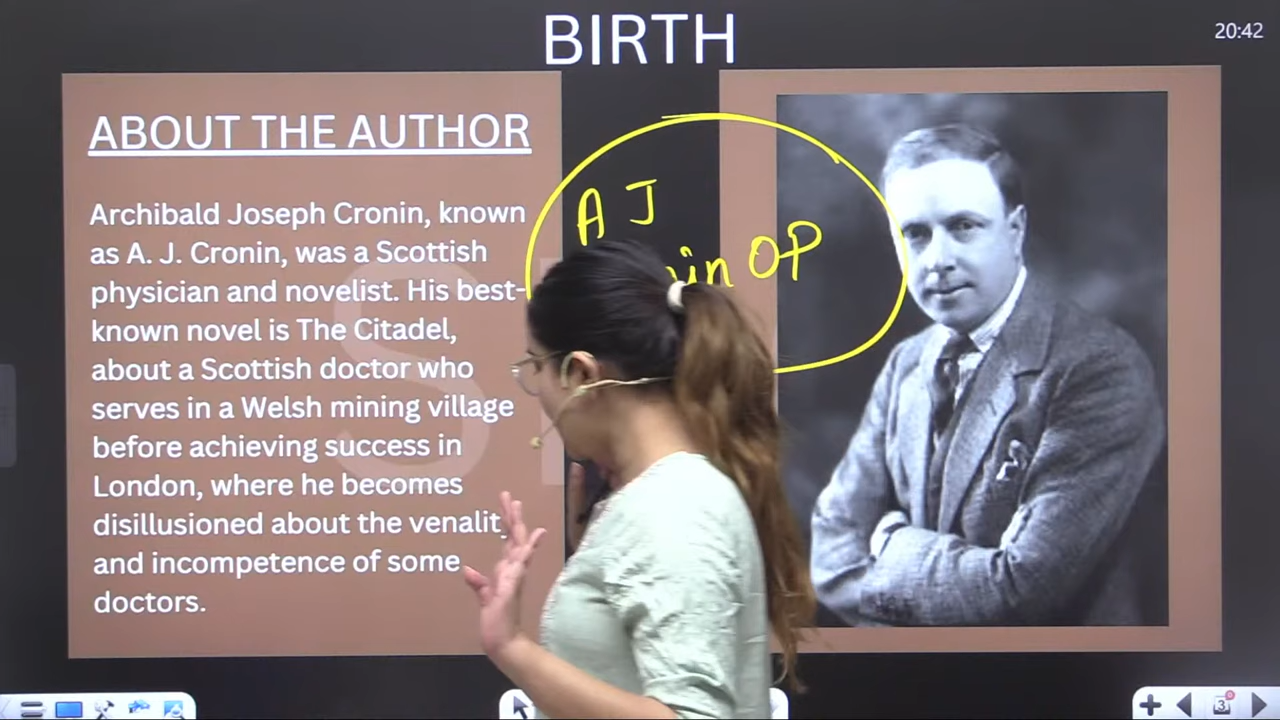 BIRTH
20:42
ABOUT THE AUTHOR
Archibald Joseph Cronin, known
as A. J. Cronin, was a Scottish
physician and novelist. His best-
known novel is The Citadel,
about a Scottish doctor who
serves in a Welsh mining village
before achieving success in
London, where he becomes
disillusioned about the venalit
and incompetence of some
doctors.
A J
in OP
3